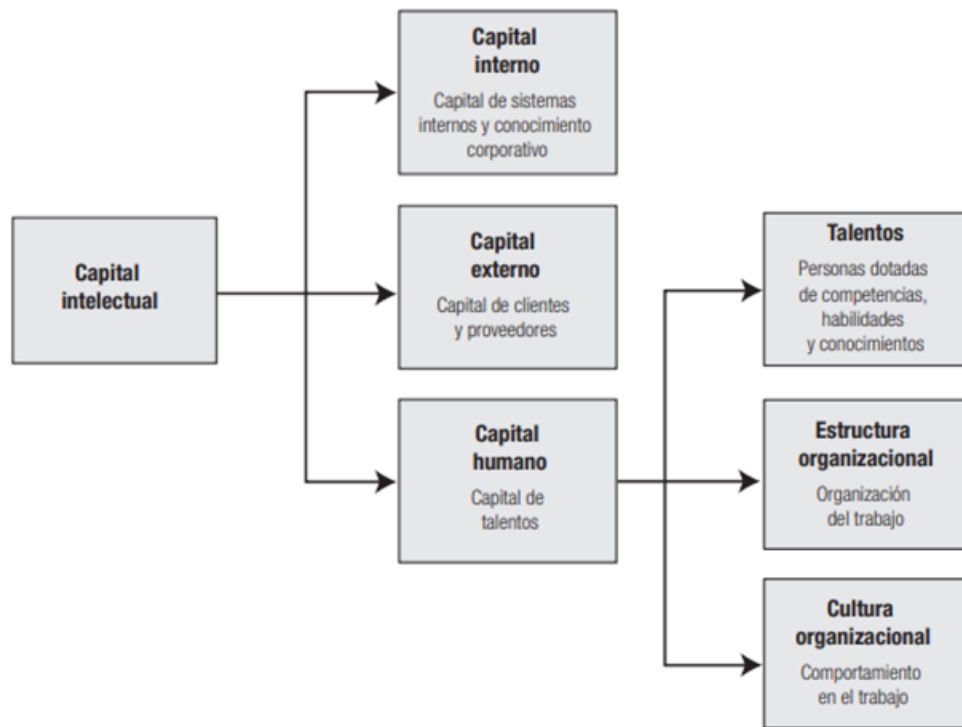 Capital
interno
Capital de sistemas
internos y conocimiento
corporativo
Capital
intelectual
Capital
externo
Capital de clientes
y proveedores
Capital
humano
Capital de
talentos
Talentos
Personas dotadas
de competencias,
habilidades
y conocimientos
Estructura
organizacional
Organización
del trabajo
Cultura
organizacional
Comportamiento
en el trabajo